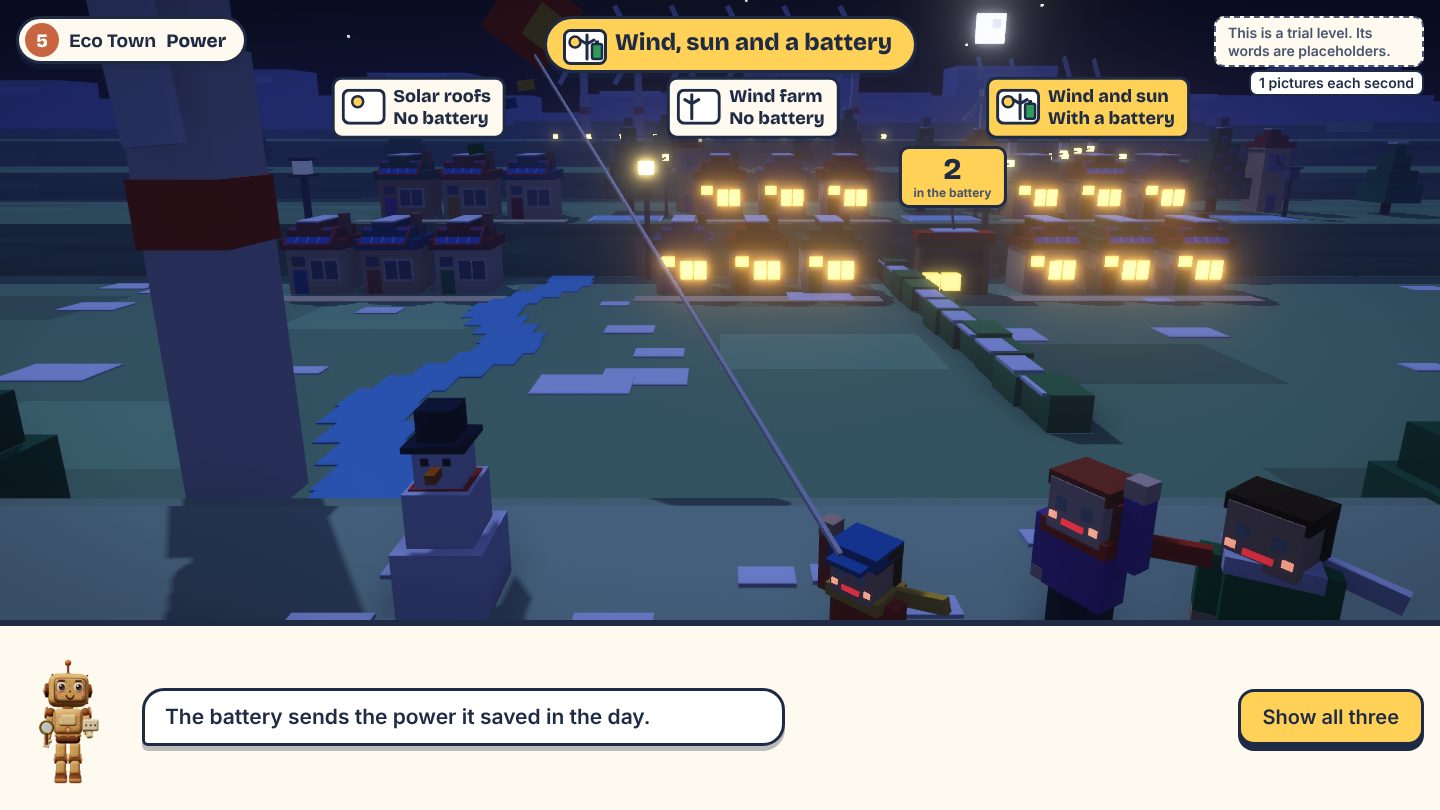 5 Eco Town Power
Wind, sun and a battery
This is a trial level. Its
words are placeholders.
1 pictures each second
Solar roofs
No battery
Wind farm
No battery
Wind and sun
With a battery
2
in the battery
The battery sends the power it saved in the day.
Show all three